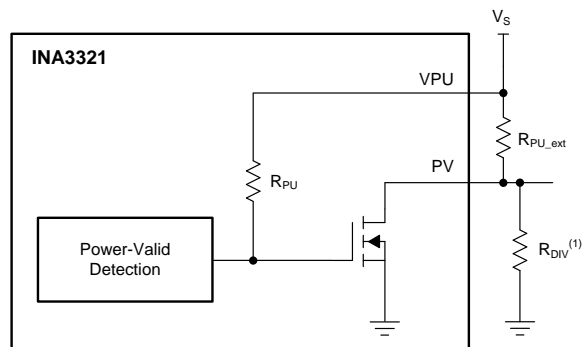 V_S
INA3321
VPU
R_PU_ext
PV
R_PU
Power-Valid
Detection
R_DIV^(1)